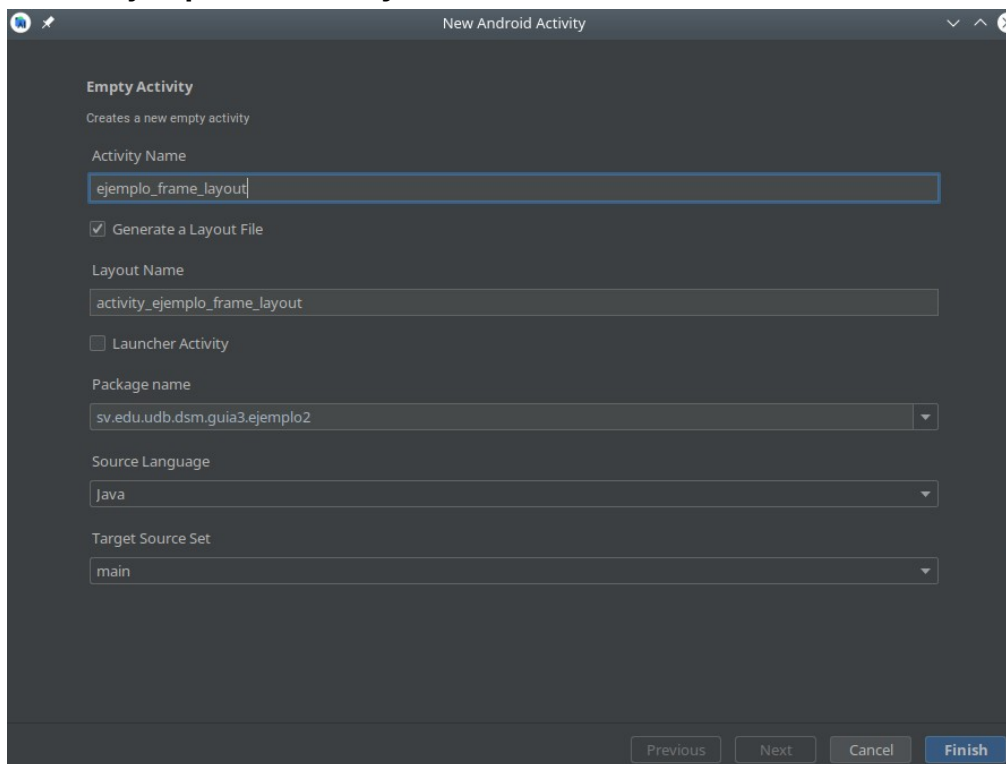 New Android Activity
Empty Activity
Creates a new empty activity
Activity Name
ejemplo_frame_layout
Generate a Layout File
Layout Name
activity_ejemplo_frame_layout
Launcher Activity
Package name
sv.edu.udb.dsm.guia3.ejemplo2
Source Language
Java
Target Source Set
main
Previous Next Cancel Finish